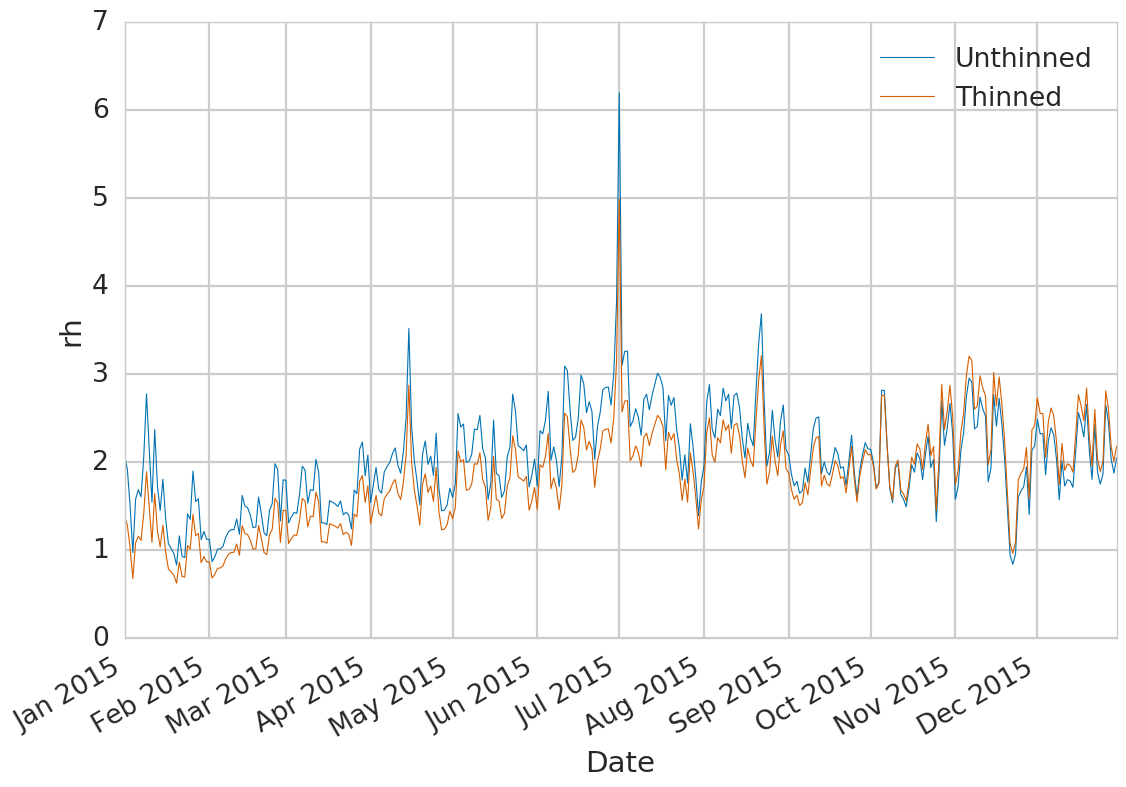 7
6
5
4
3
2
1
0
rh
Unthinned
Thinned
Jan 2015
Feb 2015
Mar 2015
Apr 2015
May 2015
Jun 2015
Jul 2015
Aug 2015
Sep 2015
Oct 2015
Nov 2015
Dec 2015
Date